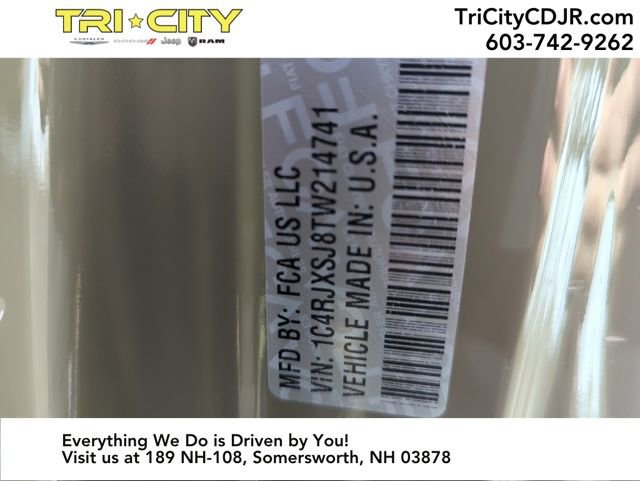 TRI CITY
CHRYSLER DODGE Jeep RAM
TriCityCDJR.com
603-742-9262
MFD BY: FCA US LLC
VIN: 1C4RJXSJ8TW214741
VEHICLE MADE IN: U.S.A.
Everything We Do is Driven by You!
Visit us at 189 NH-108, Somersworth, NH 03878